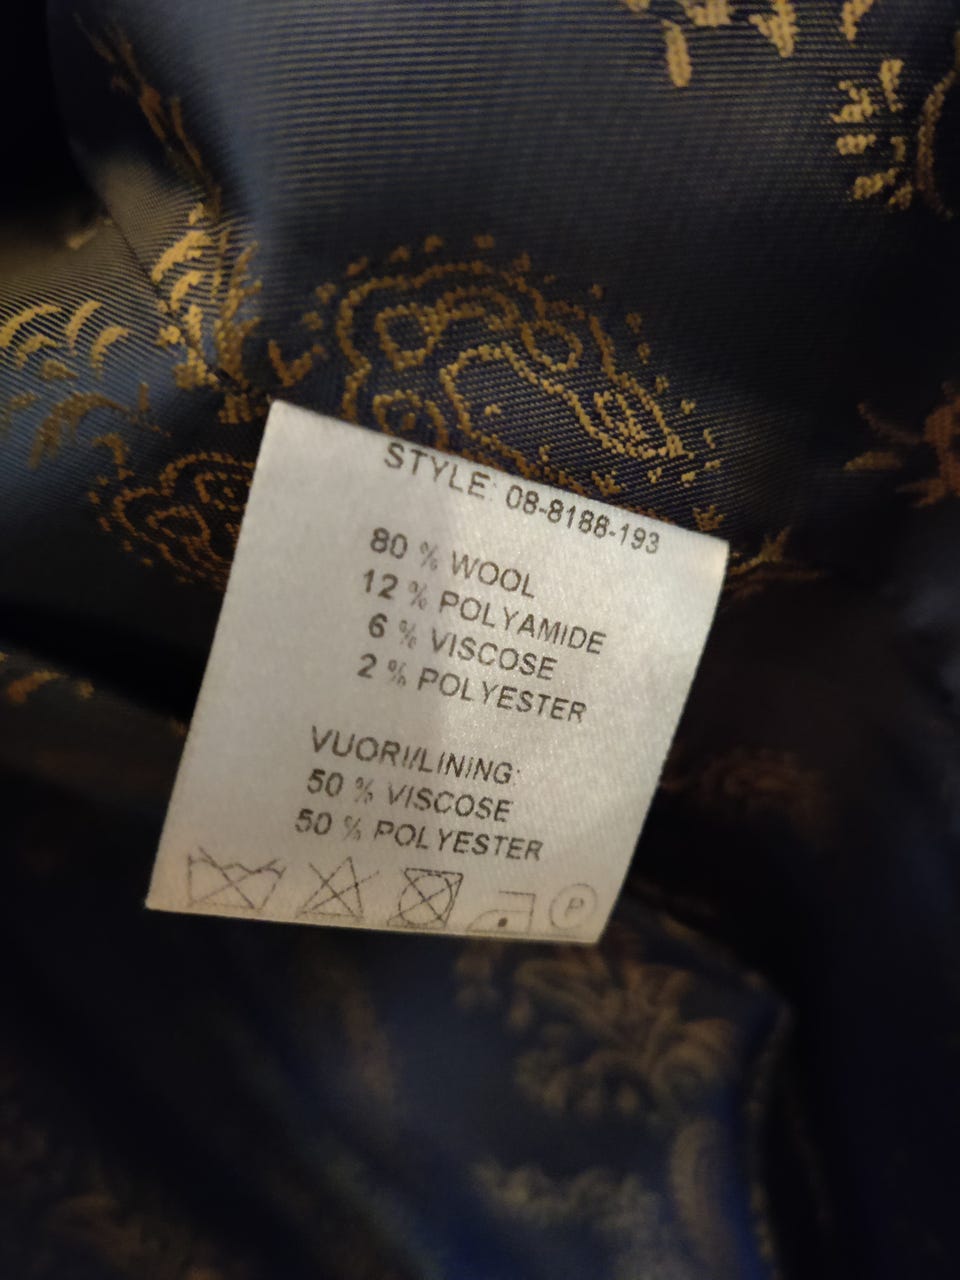 STYLE: 08-8188-193
80 % WOOL
12 % POLYAMIDE
6 % VISCOSE
2 % POLYESTER
VUORI/LINING:
50 % VISCOSE
50 % POLYESTER
P